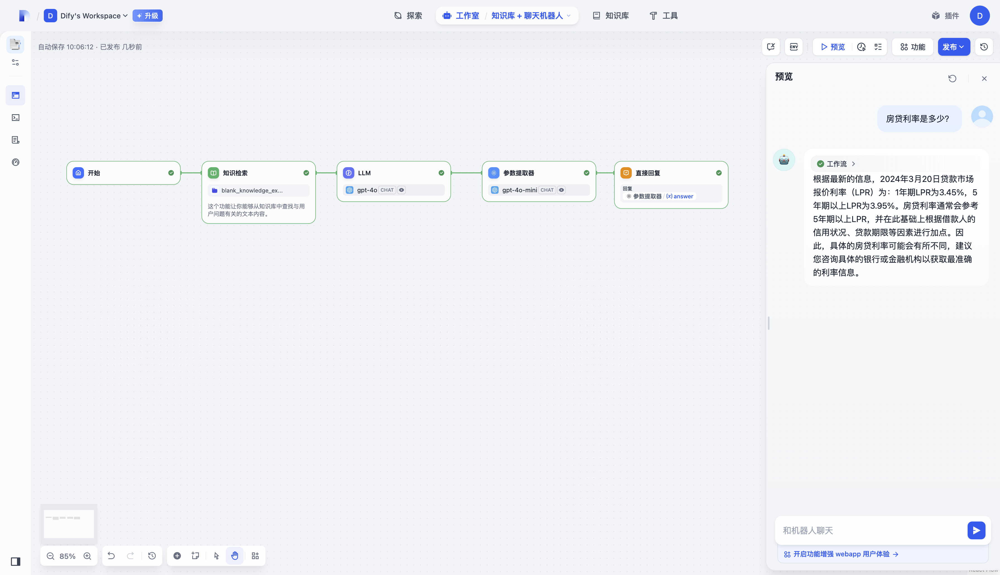 D Dify's Workspace 升级
探索
工作室 / 知识库 + 聊天机器人
知识库
工具
插件
D
自动保存 10:06:12 · 已发布 几秒前
ENV
预览
功能
发布
预览
房贷利率是多少?
工作流
根据最新的信息，2024年3月20日贷款市场
报价利率（LPR）为：1年期LPR为3.45%，5
年期以上LPR为3.95%。房贷利率通常会参考
5年期以上LPR，并在此基础上根据借款人的
信用状况、贷款期限等因素进行加点。因
此，具体的房贷利率可能会有所不同，建议
您咨询具体的银行或金融机构以获取最准确
的利率信息。
开始
知识检索
blank_knowledge_ex...
这个功能让你能够从知识库中查找与用
户问题有关的文本内容。
LLM
gpt-4o CHAT
参数提取器
gpt-4o-mini CHAT
直接回复
回复
参数提取器 / {x} answer
和机器人聊天
开启功能增强 webapp 用户体验 →
85%
React Flow